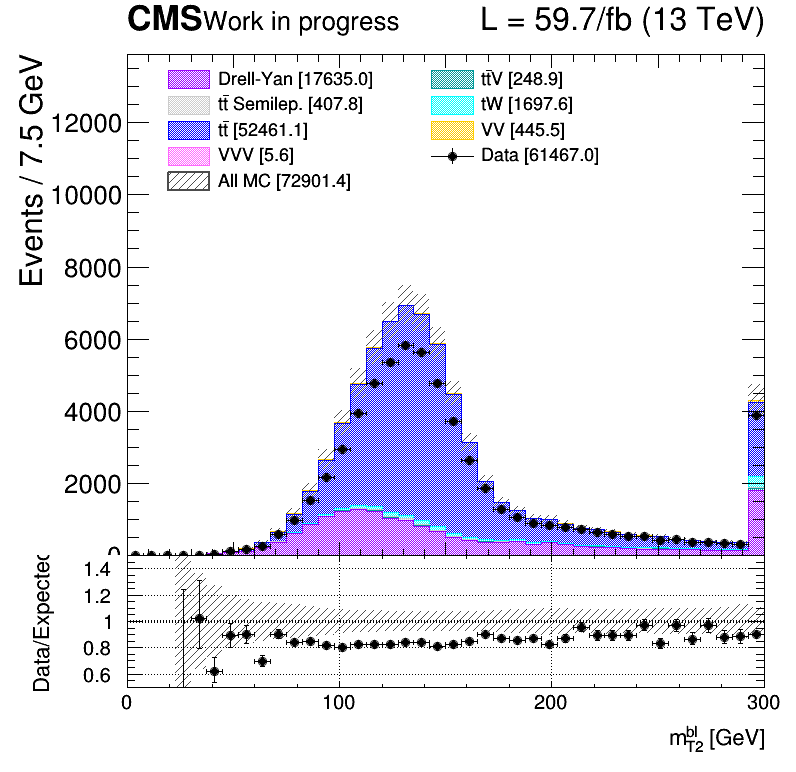 CMS Work in progress L = 59.7/fb (13 TeV)
Events / 7.5 GeV
Drell-Yan [17635.0]
tt̄ Semilep. [407.8]
tt̄ [52461.1]
VVV [5.6]
All MC [72901.4]
tt̄V [248.9]
tW [1697.6]
VV [445.5]
Data [61467.0]
12000
10000
8000
6000
4000
2000
0
Data/Expected
1.4
1.2
1
0.8
0.6
0 100 200 300
m_{T2}^{bl} [GeV]